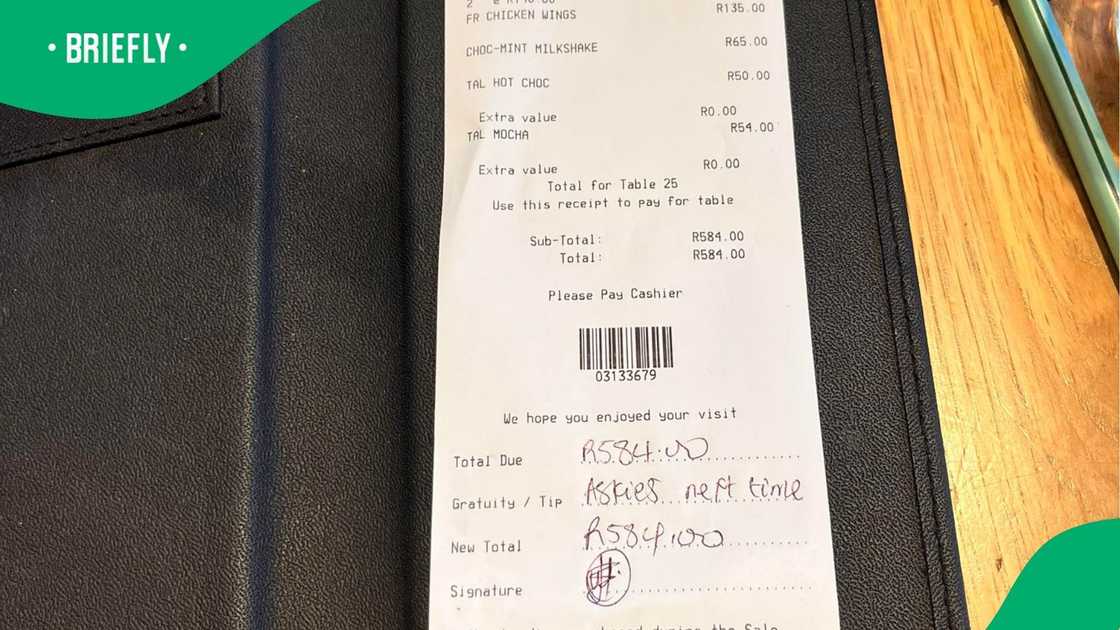 BRIEFLY
2
FR CHICKEN WINGS R135.00
CHOC-MINT MILKSHAKE R65.00
TAL HOT CHOC R50.00
Extra value R0.00
TAL MOCHA R54.00
Extra value R0.00
Total for Table 25
Use this receipt to pay for table
Sub-Total: R584.00
Total: R584.00
Please Pay Cashier
03133679
We hope you enjoyed your visit
Total Due R584.00
Gratuity / Tip Askies neft time
New Total R584.00
Signature